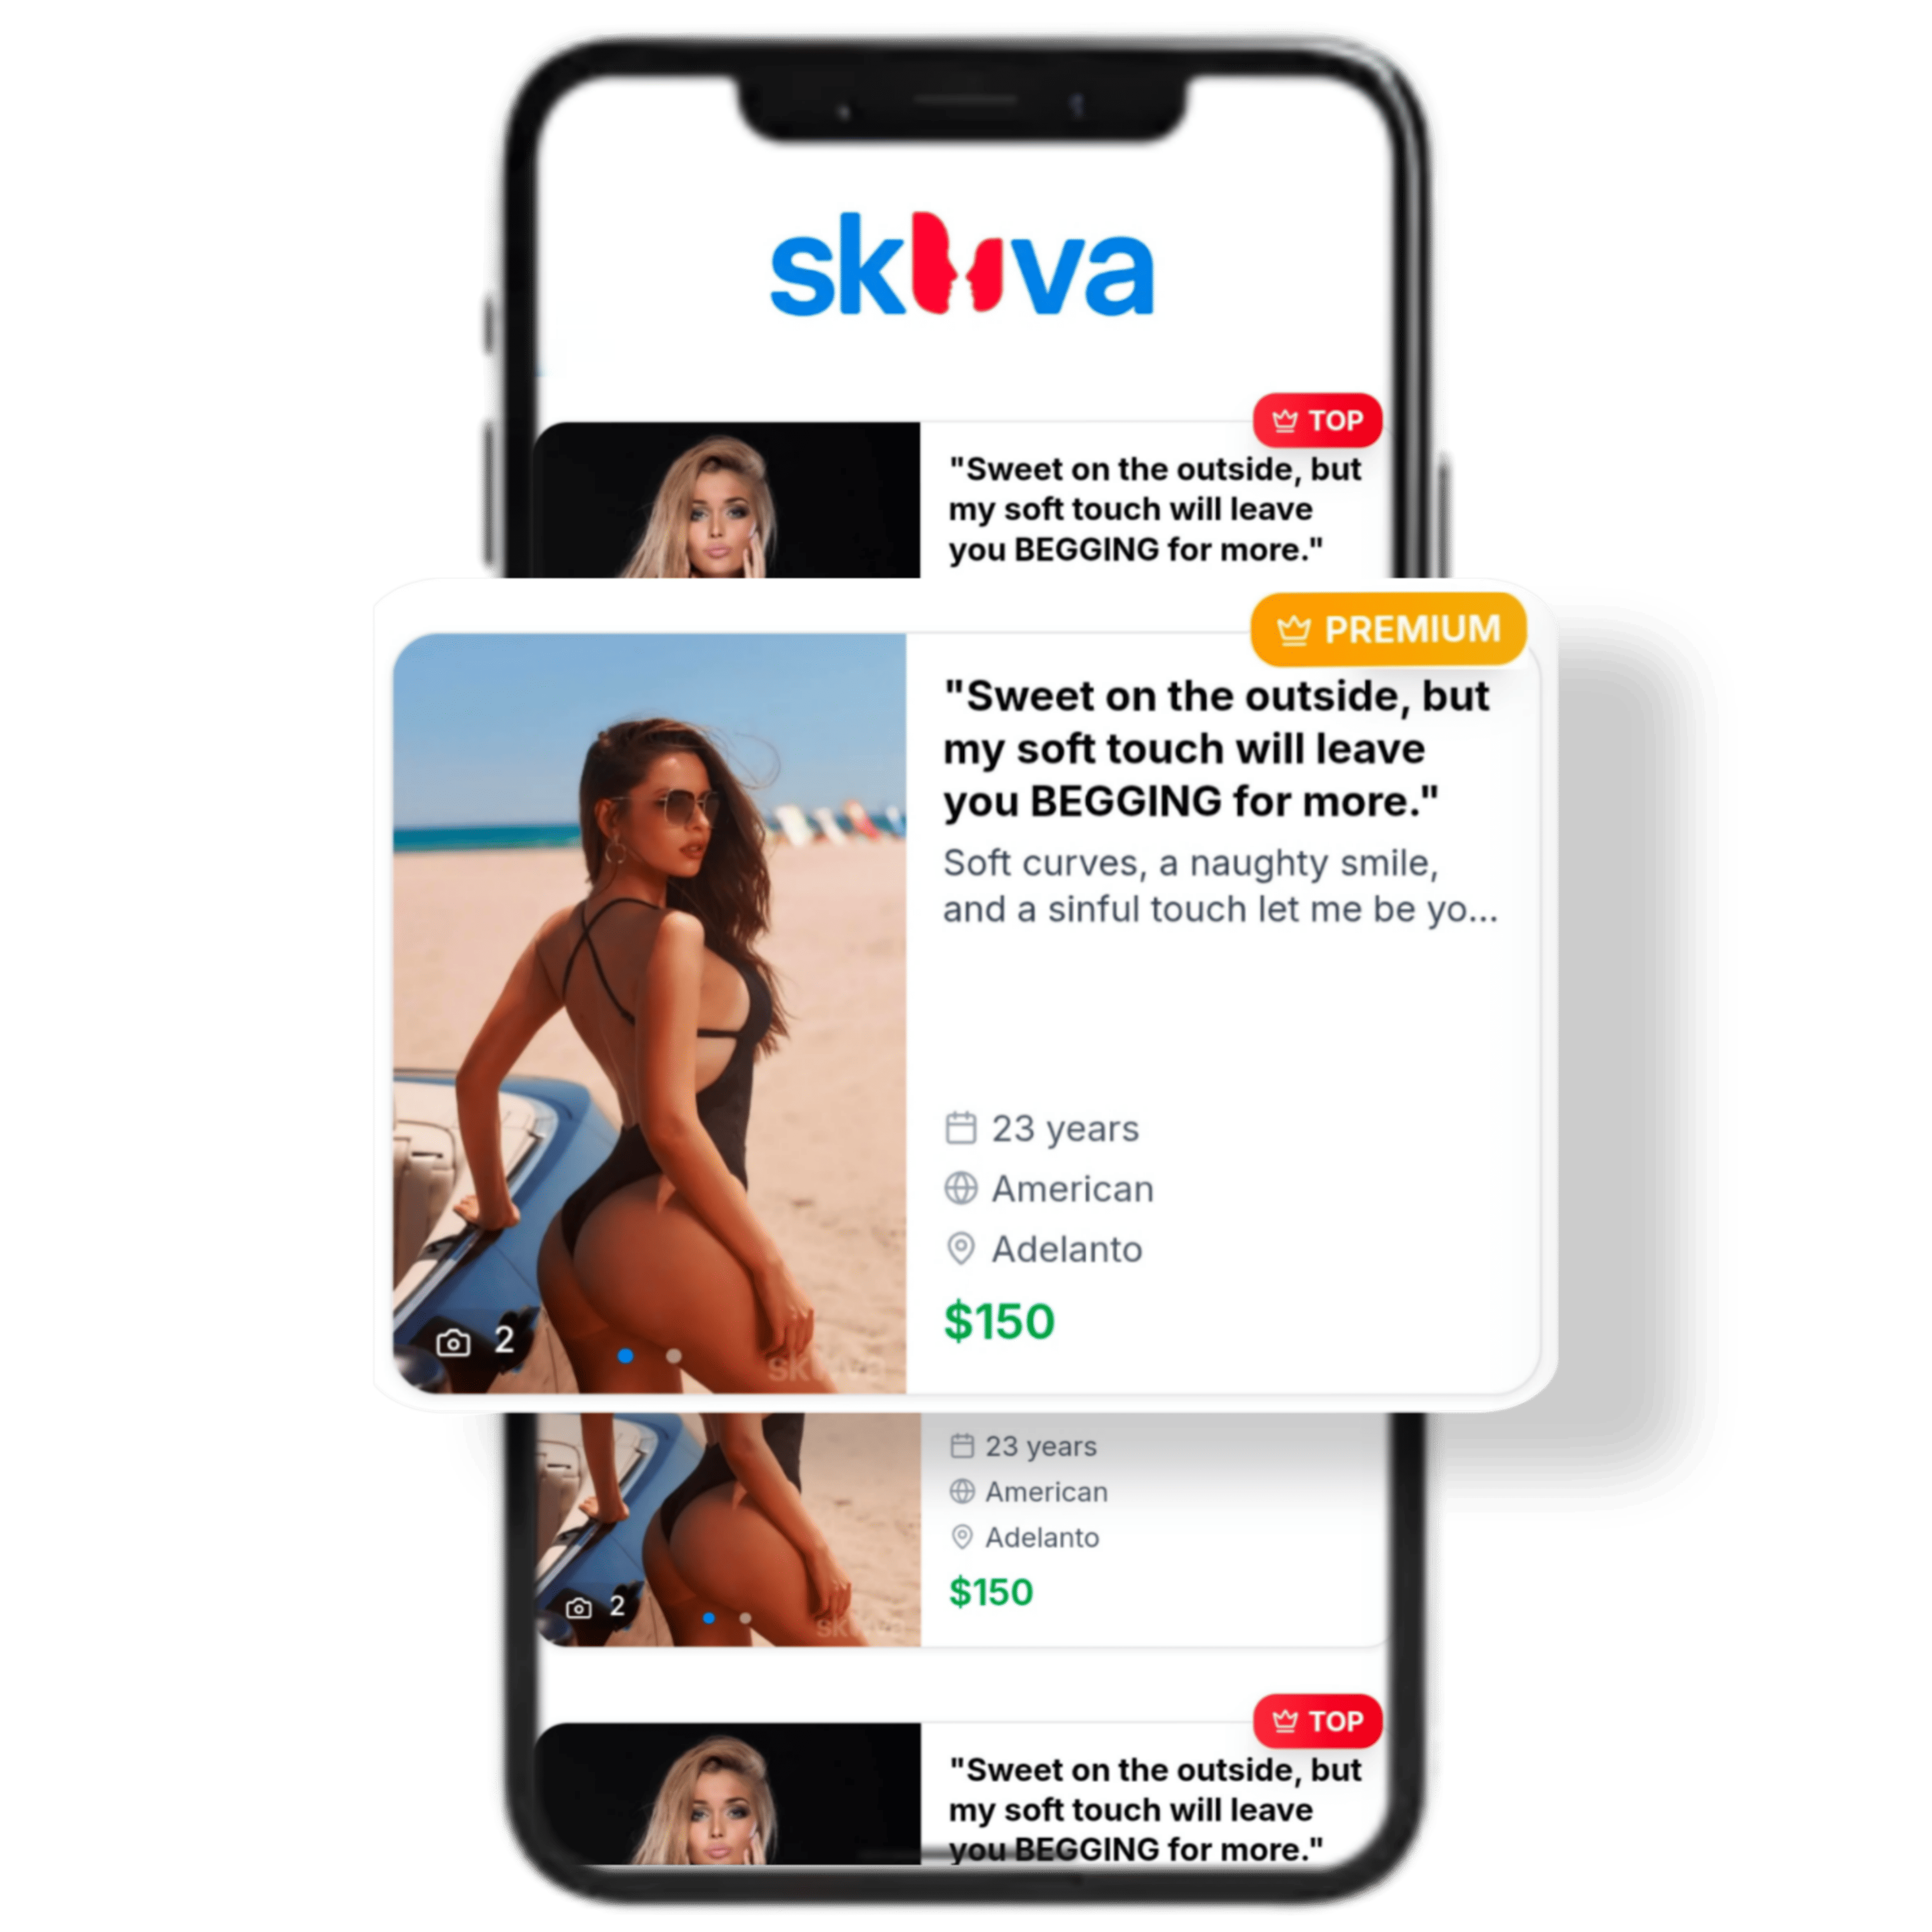 skokva
TOP
"Sweet on the outside, but
my soft touch will leave
you BEGGING for more."
PREMIUM
"Sweet on the outside, but
my soft touch will leave
you BEGGING for more."
Soft curves, a naughty smile,
and a sinful touch let me be yo...
23 years
American
Adelanto
$150
2
23 years
American
Adelanto
$150
2
TOP
"Sweet on the outside, but
my soft touch will leave
you BEGGING for more."